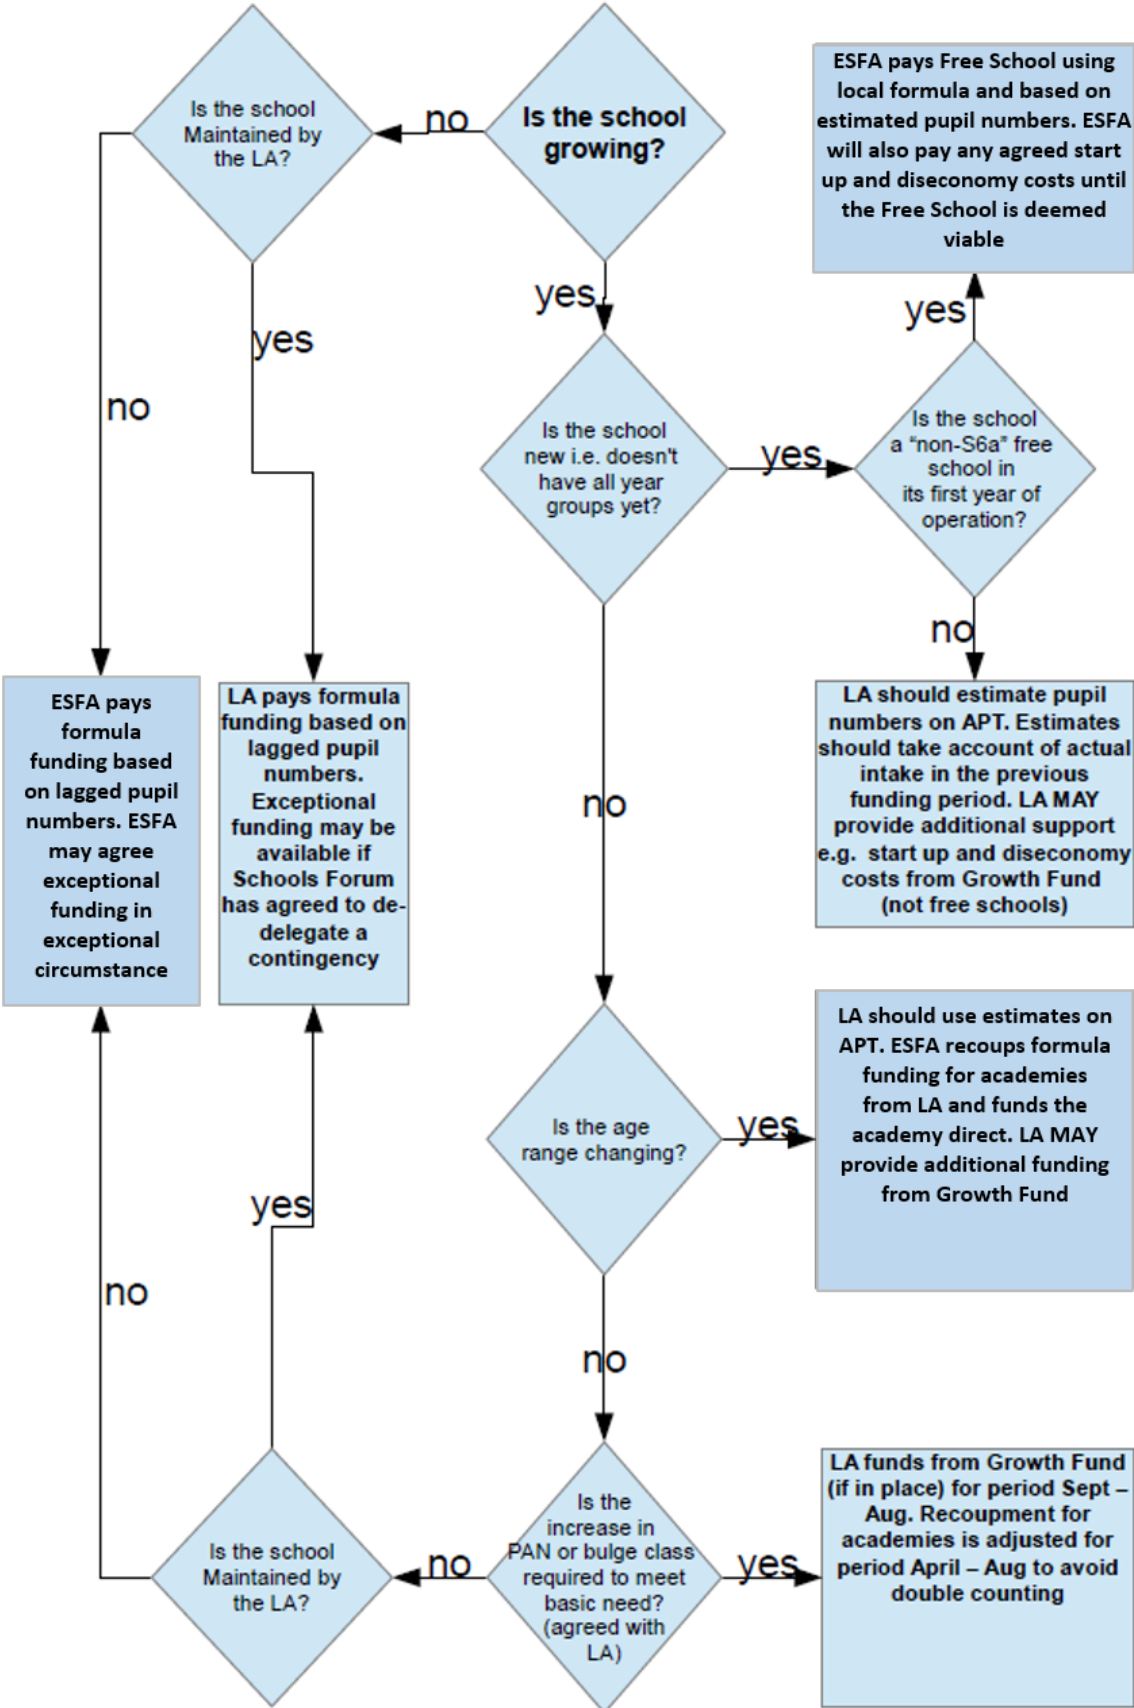 Is the school
Maintained by
the LA?
no
Is the school
growing?
ESFA pays Free School using
local formula and based on
estimated pupil numbers. ESFA
will also pay any agreed start
up and diseconomy costs until
the Free School is deemed
viable
yes
yes
yes
no
Is the school
new i.e. doesn't
have all year
groups yet?
yes
Is the school
a “non-S6a” free
school in
its first year of
operation?
no
ESFA pays
formula
funding based
on lagged pupil
numbers. ESFA
may agree
exceptional
funding in
exceptional
circumstance
LA pays formula
funding based on
lagged pupil
numbers.
Exceptional
funding may be
available if
Schools Forum
has agreed to de-
delegate a
contingency
no
LA should estimate pupil
numbers on APT. Estimates
should take account of actual
intake in the previous
funding period. LA MAY
provide additional support
e.g.  start up and diseconomy
costs from Growth Fund
(not free schools)
Is the age
range changing?
yes
LA should use estimates on
APT. ESFA recoups formula
funding for academies
from LA and funds the
academy direct. LA MAY
provide additional funding
from Growth Fund
yes
no
no
Is the school
Maintained by
the LA?
no
Is the
increase in
PAN or bulge class
required to meet
basic need?
(agreed with
LA)
yes
LA funds from Growth Fund
(if in place) for period Sept –
Aug. Recoupment for
academies is adjusted for
period April – Aug to avoid
double counting